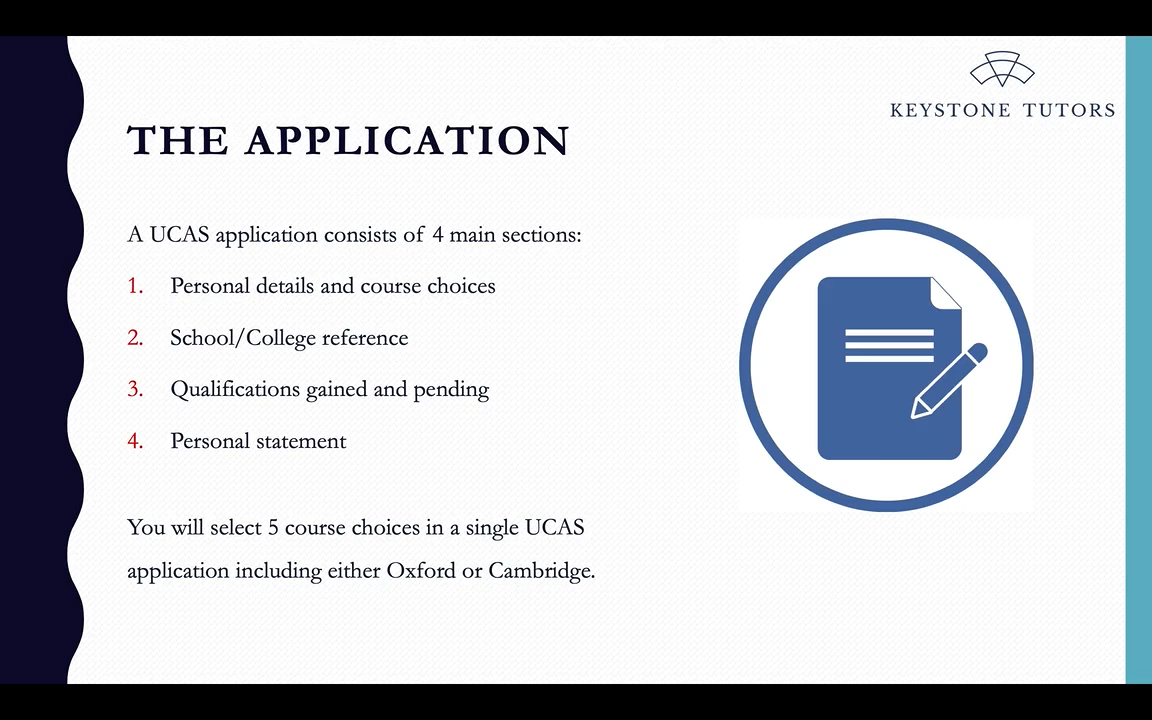 KEYSTONE TUTORS
THE APPLICATION
A UCAS application consists of 4 main sections:
1. Personal details and course choices
2. School/College reference
3. Qualifications gained and pending
4. Personal statement
You will select 5 course choices in a single UCAS
application including either Oxford or Cambridge.